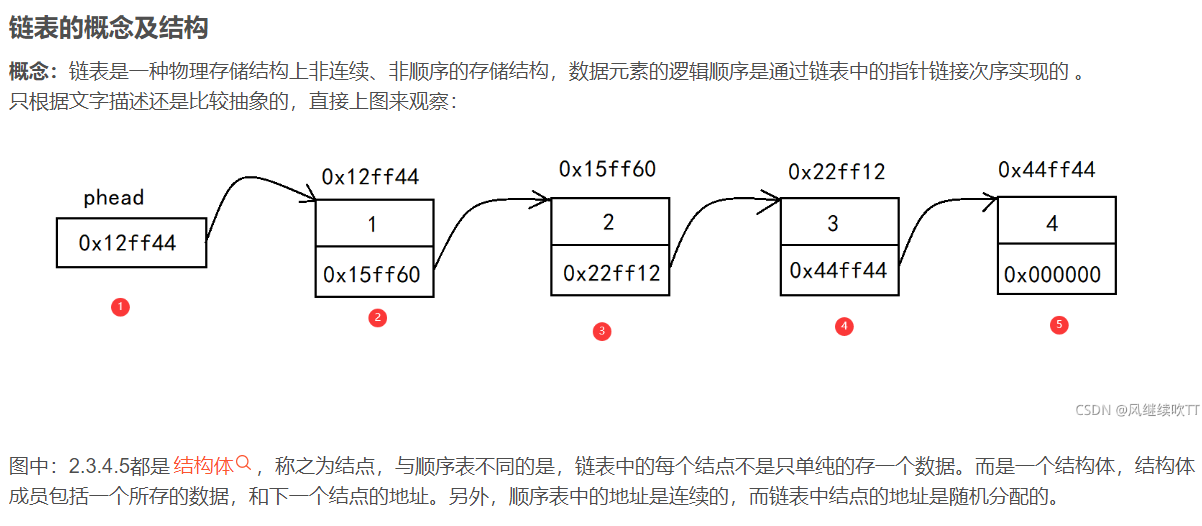 链表的概念及结构
概念：链表是一种物理存储结构上非连续、非顺序的存储结构，数据元素的逻辑顺序是通过链表中的指针链接次序实现的 。
只根据文字描述还是比较抽象的，直接上图来观察：
phead
0x12ff44
0x12ff44
1
0x15ff60
0x15ff60
2
0x22ff12
0x22ff12
3
0x44ff44
0x44ff44
4
0x000000
1
2
3
4
5
CSDN @风继续吹TT
图中：2.3.4.5都是结构体，称之为结点，与顺序表不同的是，链表中的每个结点不是只单纯的存一个数据。而是一个结构体，结构体
成员包括一个所存的数据，和下一个结点的地址。另外，顺序表中的地址是连续的，而链表中结点的地址是随机分配的。